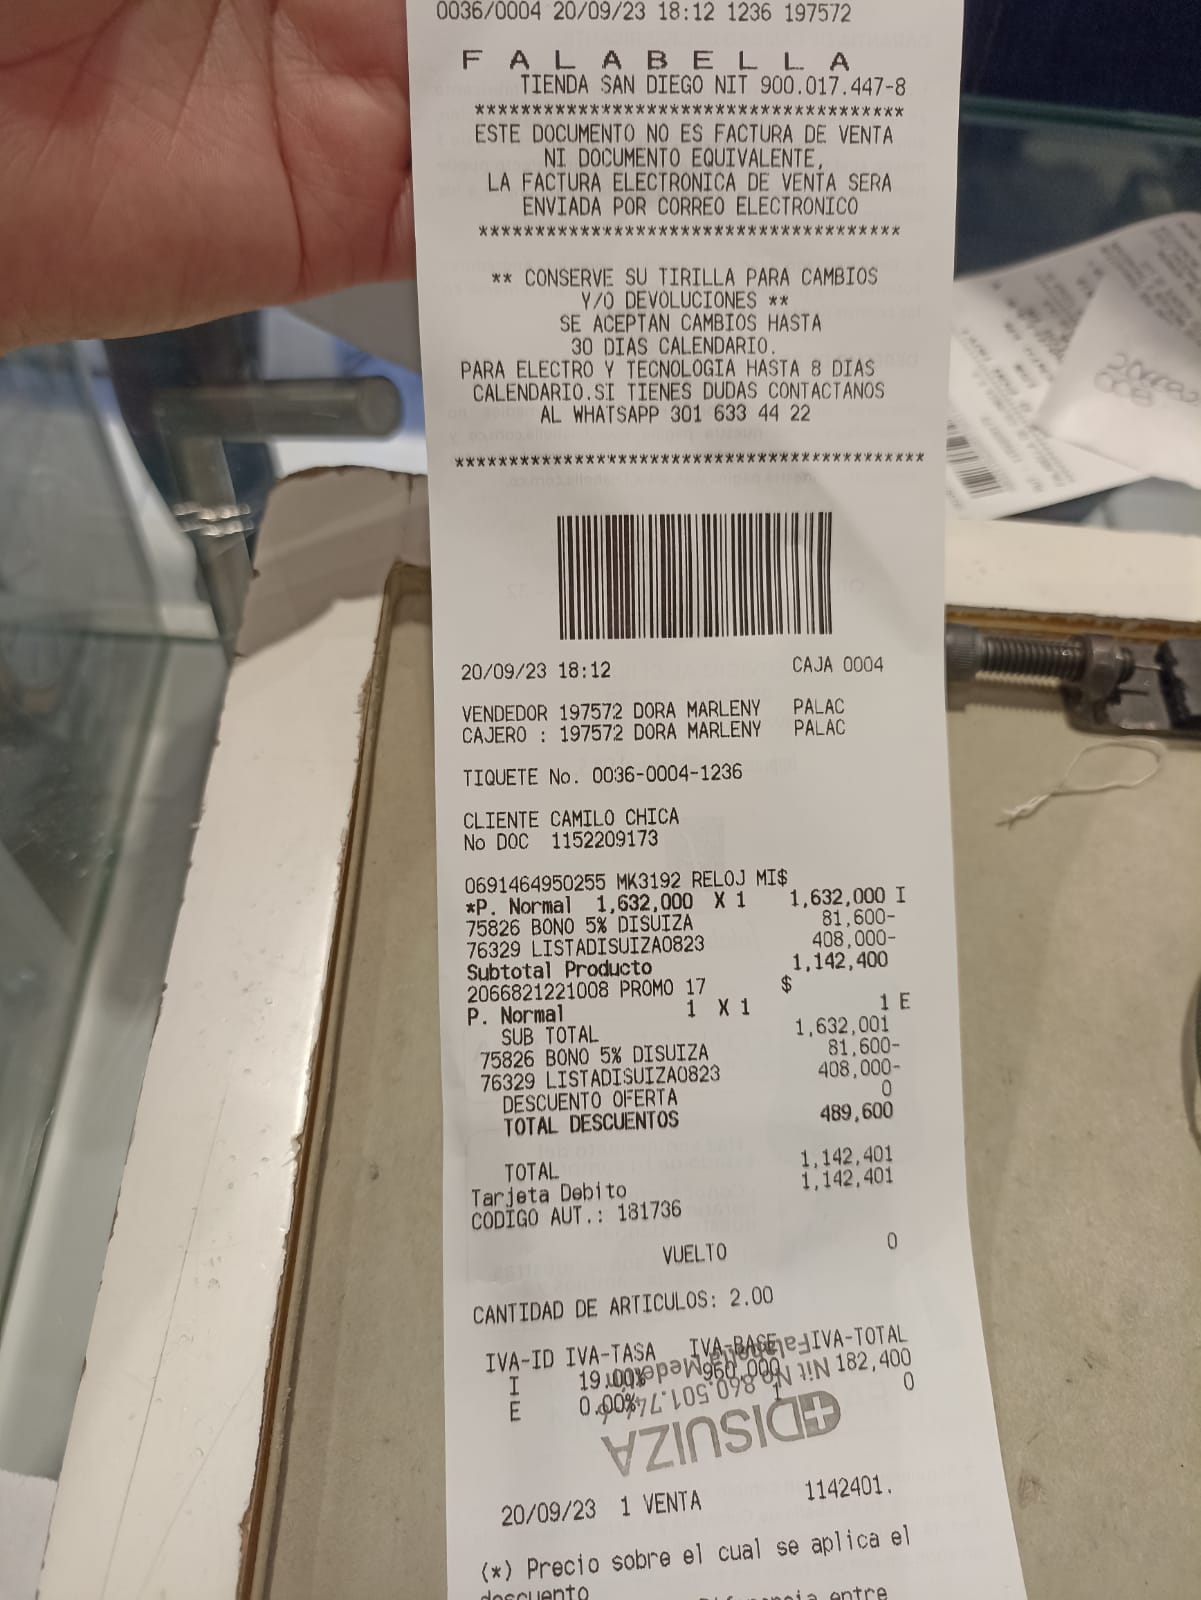 0036/0004 20/09/23 18:12 1236 197572
F A L A B E L L A
TIENDA SAN DIEGO NIT 900.017.447-8
**************************************
ESTE DOCUMENTO NO ES FACTURA DE VENTA
NI DOCUMENTO EQUIVALENTE,
LA FACTURA ELECTRONICA DE VENTA SERA
ENVIADA POR CORREO ELECTRONICO
**************************************
** CONSERVE SU TIRILLA PARA CAMBIOS
Y/O DEVOLUCIONES **
SE ACEPTAN CAMBIOS HASTA
30 DIAS CALENDARIO.
PARA ELECTRO Y TECNOLOGIA HASTA 8 DIAS
CALENDARIO.SI TIENES DUDAS CONTACTANOS
AL WHATSAPP 301 633 44 22
******************************************
20/09/23 18:12 CAJA 0004
VENDEDOR 197572 DORA MARLENY PALAC
CAJERO : 197572 DORA MARLENY PALAC
TIQUETE No. 0036-0004-1236
CLIENTE CAMILO CHICA
No DOC 1152209173
0691464950255 MK3192 RELOJ MI$
*P. Normal 1,632,000 X 1 1,632,000 I
75826 BONO 5% DISUIZA 81,600-
76329 LISTADISUIZA0823 408,000-
Subtotal Producto 1,142,400
2066821221008 PROMO 17 $
P. Normal 1 X 1 1 E
SUB TOTAL 1,632,001
75826 BONO 5% DISUIZA 81,600-
76329 LISTADISUIZA0823 408,000-
DESCUENTO OFERTA 0
TOTAL DESCUENTOS 489,600
TOTAL 1,142,401
Tarjeta Debito 1,142,401
CODIGO AUT.: 181736
VUELTO 0
CANTIDAD DE ARTICULOS: 2.00
IVA-ID IVA-TASA IVA-BASE IVA-TOTAL
I 19.00% 960,000 182,400
E 0.00% 1 0
Falabella
Nit No 860.501.74
DISUIZA
20/09/23 1 VENTA 1142401.
(*) Precio sobre el cual se aplica el
descuento entre